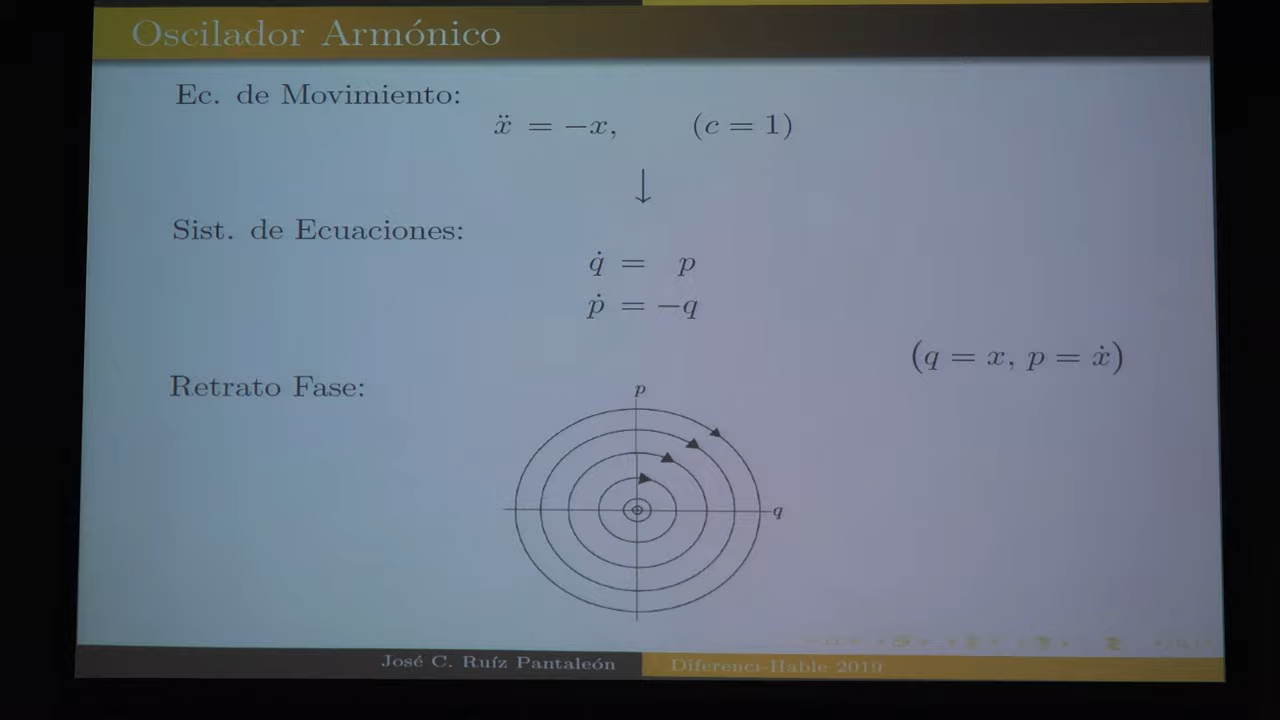 Oscilador Armónico
Ec. de Movimiento:
ẍ = −x, (c = 1)
↓
Sist. de Ecuaciones:
q̇ = p
ṗ = −q
(q = x, p = ẋ)
Retrato Fase:
p
q
José C. Ruíz Pantaleón Diferenci-Hable 2019